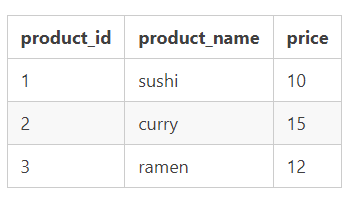 product_id product_name price
1 sushi 10
2 curry 15
3 ramen 12